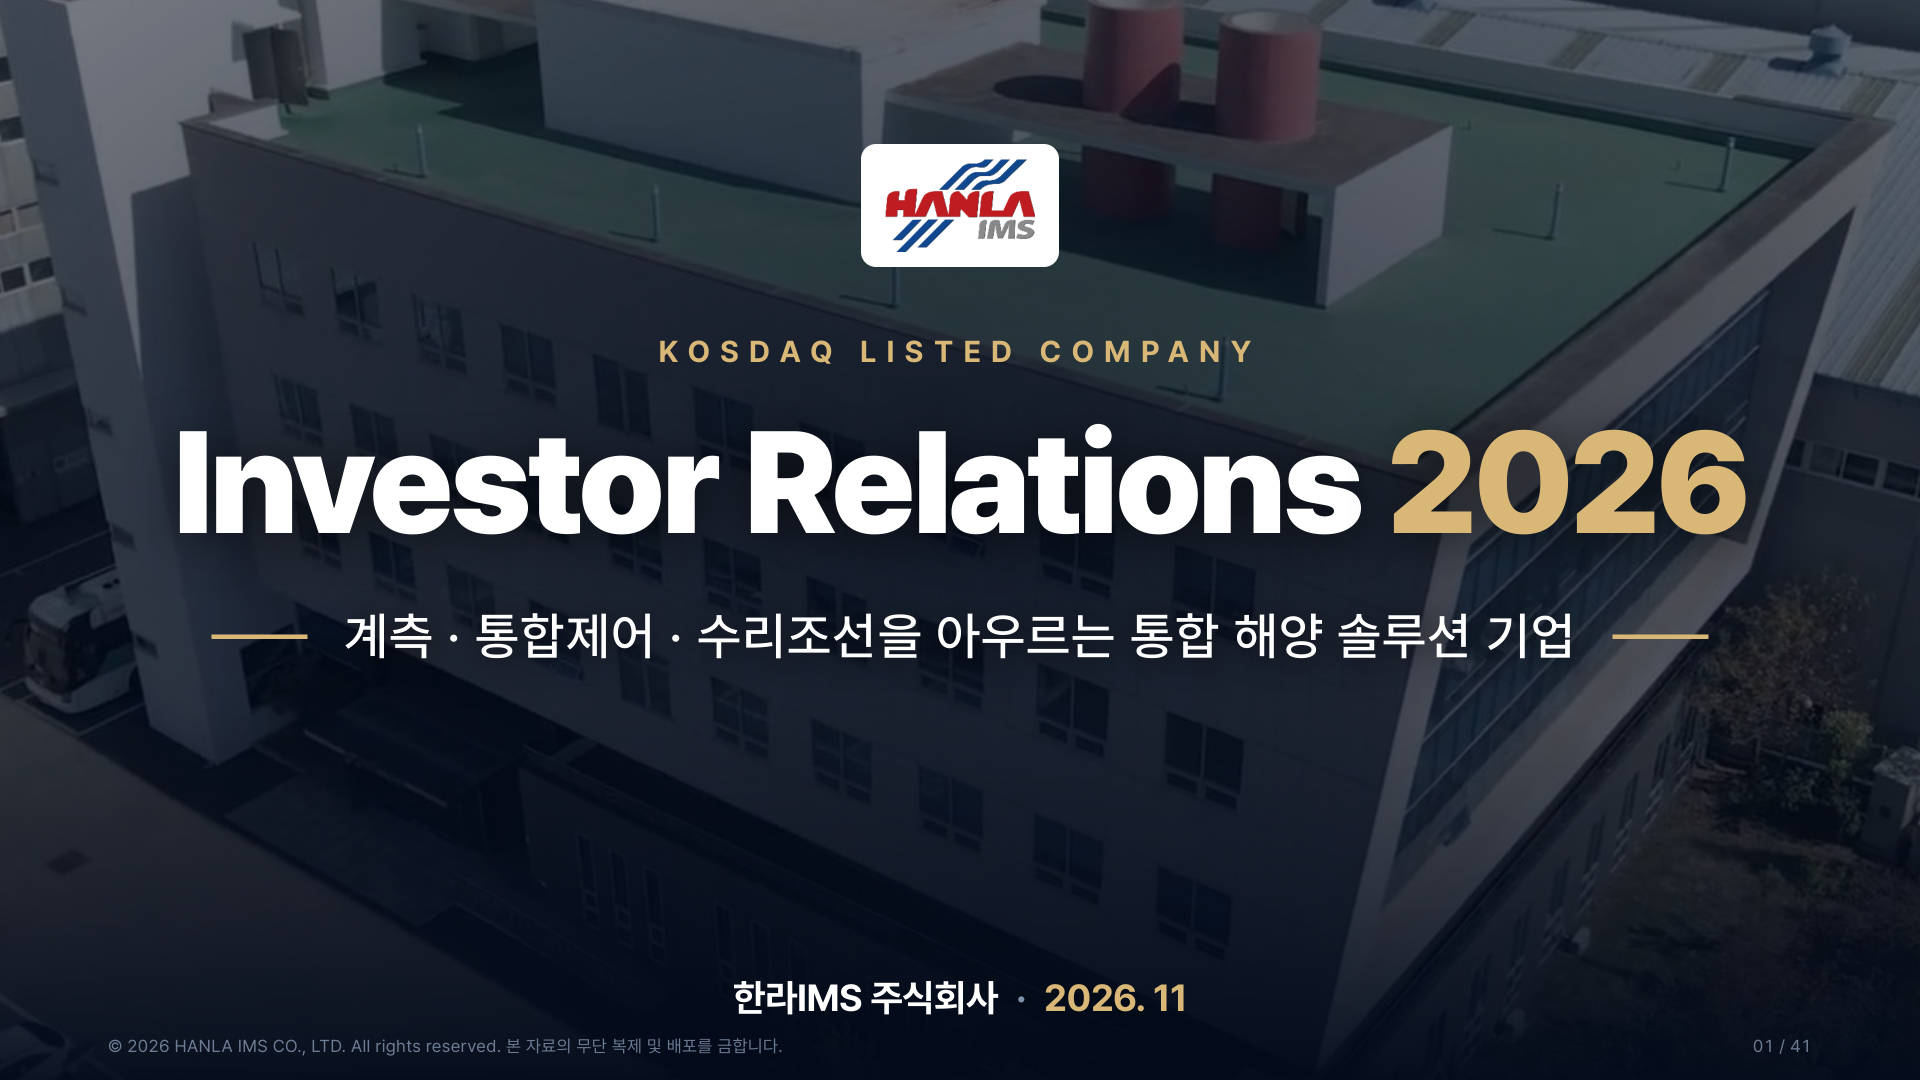 HANLA
IMS
KOSDAQ LISTED COMPANY
Investor Relations 2026
계측 · 통합제어 · 수리조선을 아우르는 통합 해양 솔루션 기업
한라IMS 주식회사 · 2026. 11
© 2026 HANLA IMS CO., LTD. All rights reserved. 본 자료의 무단 복제 및 배포를 금합니다.
01 / 41